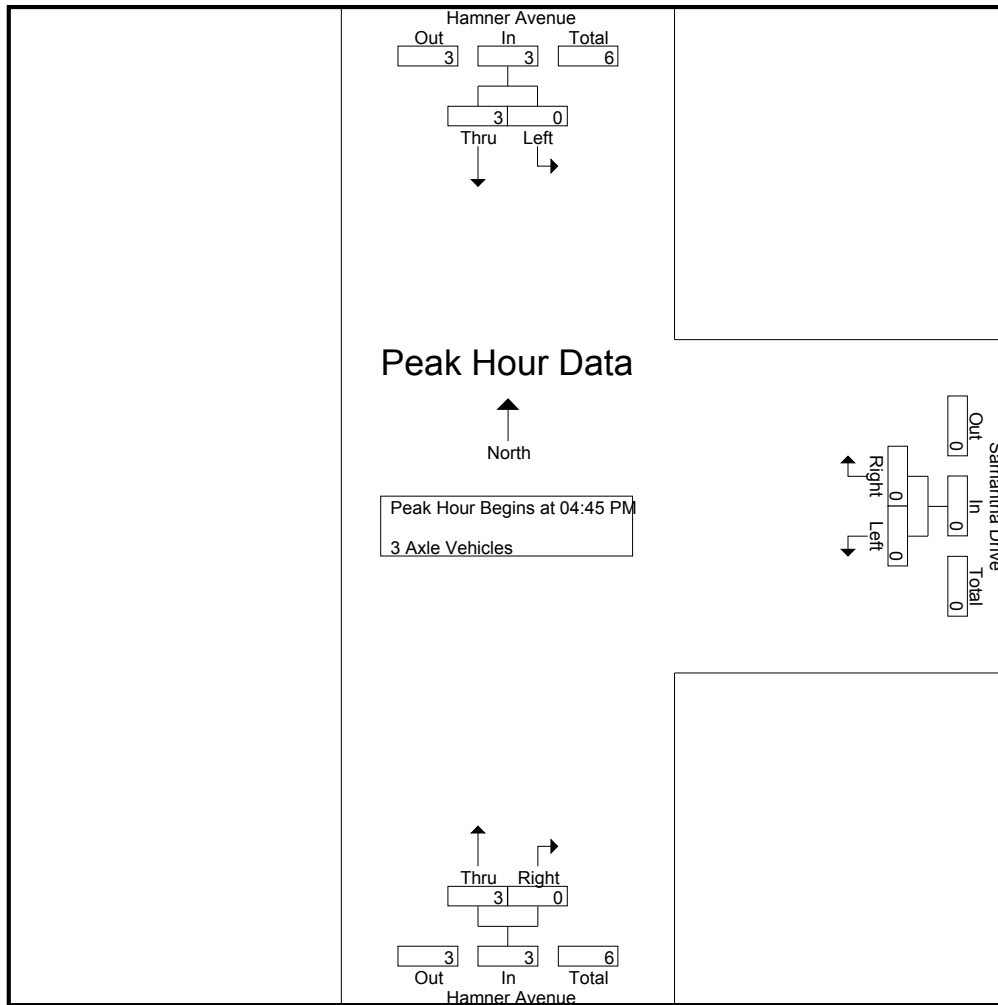 Hamner Avenue
Out In Total
3 3 6
3 0
Thru Left
Peak Hour Data
North
Peak Hour Begins at 04:45 PM
3 Axle Vehicles
Samantha Drive
Out In Total
0 0 0
0 0
Right Left
Thru Right
3 0
3 3 6
Out In Total
Hamner Avenue